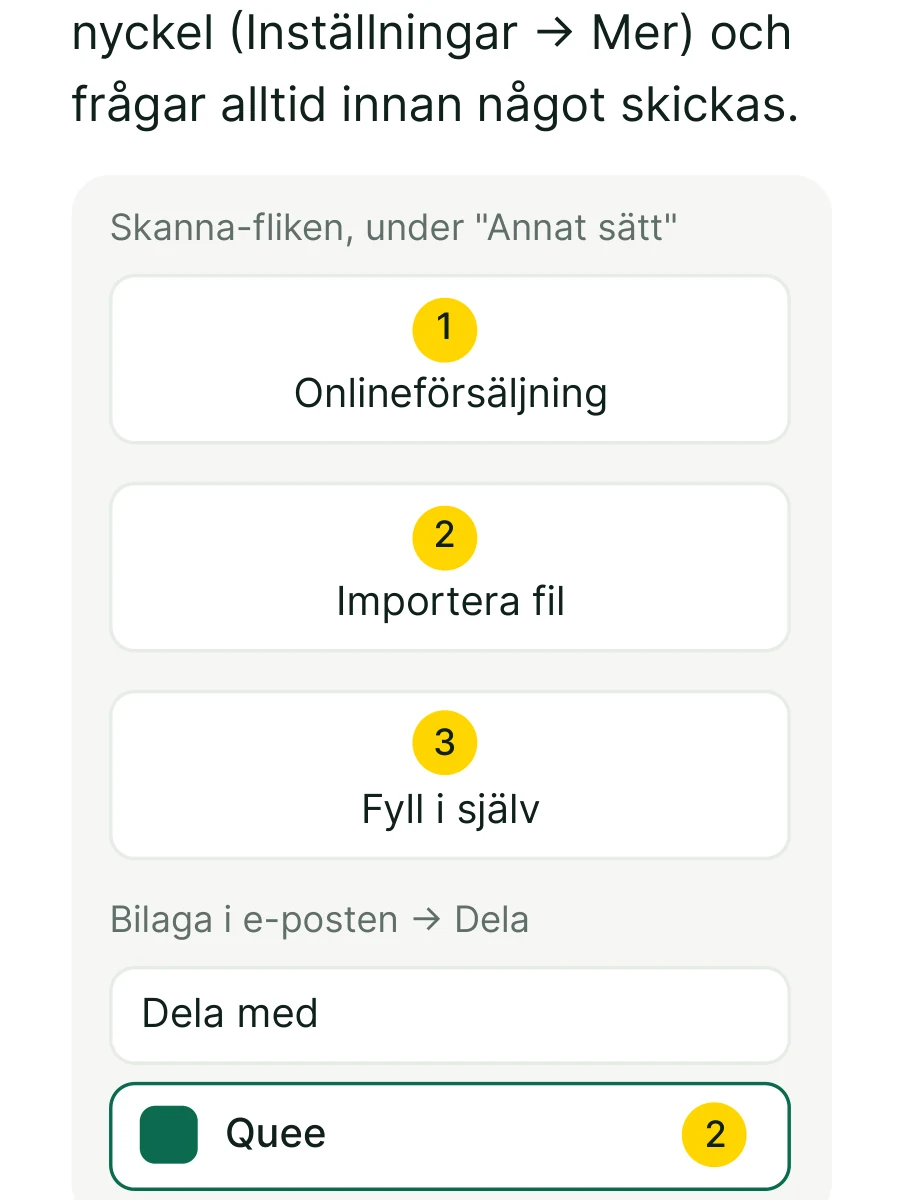 nyckel (Inställningar → Mer) och
frågar alltid innan något skickas.
Skanna-fliken, under "Annat sätt"
1
Onlineförsäljning
2
Importera fil
3
Fyll i själv
Bilaga i e-posten → Dela
Dela med
Quee 2